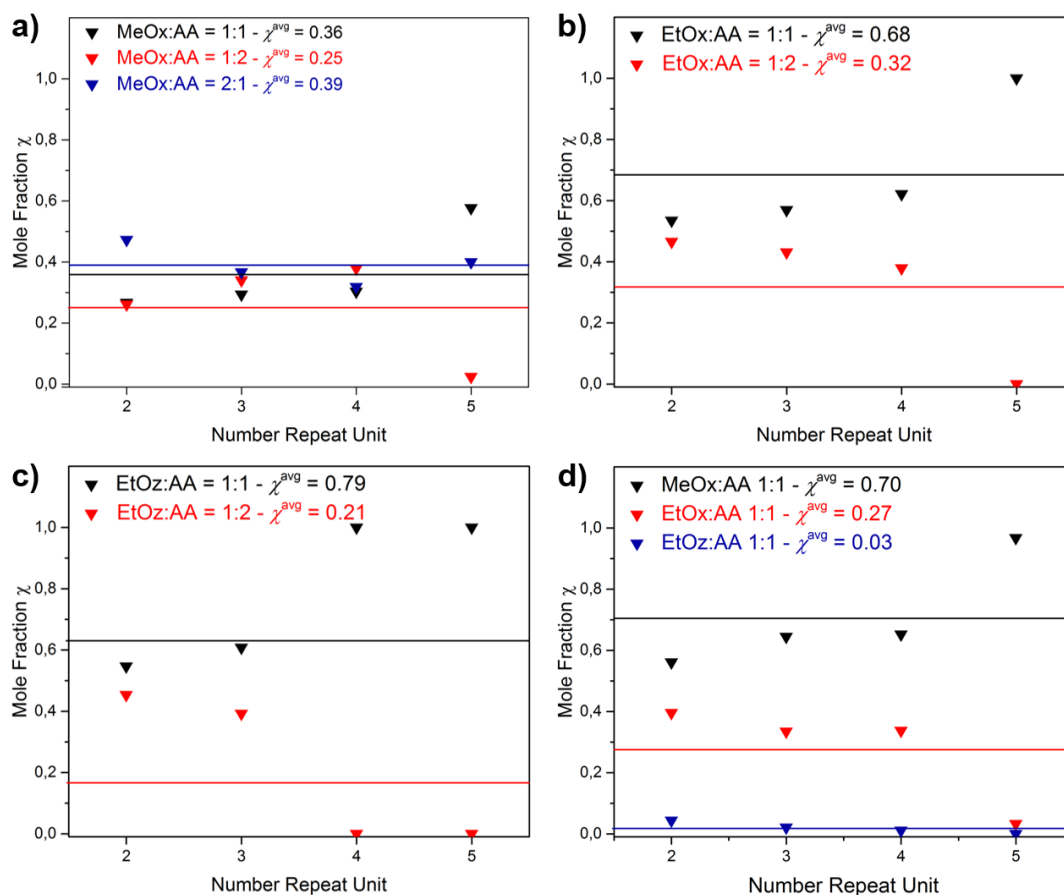 a)
MeOx:AA = 1:1 - χavg = 0.36
MeOx:AA = 1:2 - χavg = 0.25
MeOx:AA = 2:1 - χavg = 0.39
1,0
0,8
0,6
0,4
0,2
0,0
Mole Fraction χ
2 3 4 5
Number Repeat Unit
b)
EtOx:AA = 1:1 - χavg = 0.68
EtOx:AA = 1:2 - χavg = 0.32
1,0
0,8
0,6
0,4
0,2
0,0
Mole Fraction χ
2 3 4 5
Number Repeat Unit
c)
EtOz:AA = 1:1 - χavg = 0.79
EtOz:AA = 1:2 - χavg = 0.21
1,0
0,8
0,6
0,4
0,2
0,0
Mole Fraction χ
2 3 4 5
Number Repeat Unit
d)
MeOx:AA 1:1 - χavg = 0.70
EtOx:AA 1:1 - χavg = 0.27
EtOz:AA 1:1 - χavg = 0.03
1,0
0,8
0,6
0,4
0,2
0,0
Mole Fraction χ
2 3 4 5
Number Repeat Unit